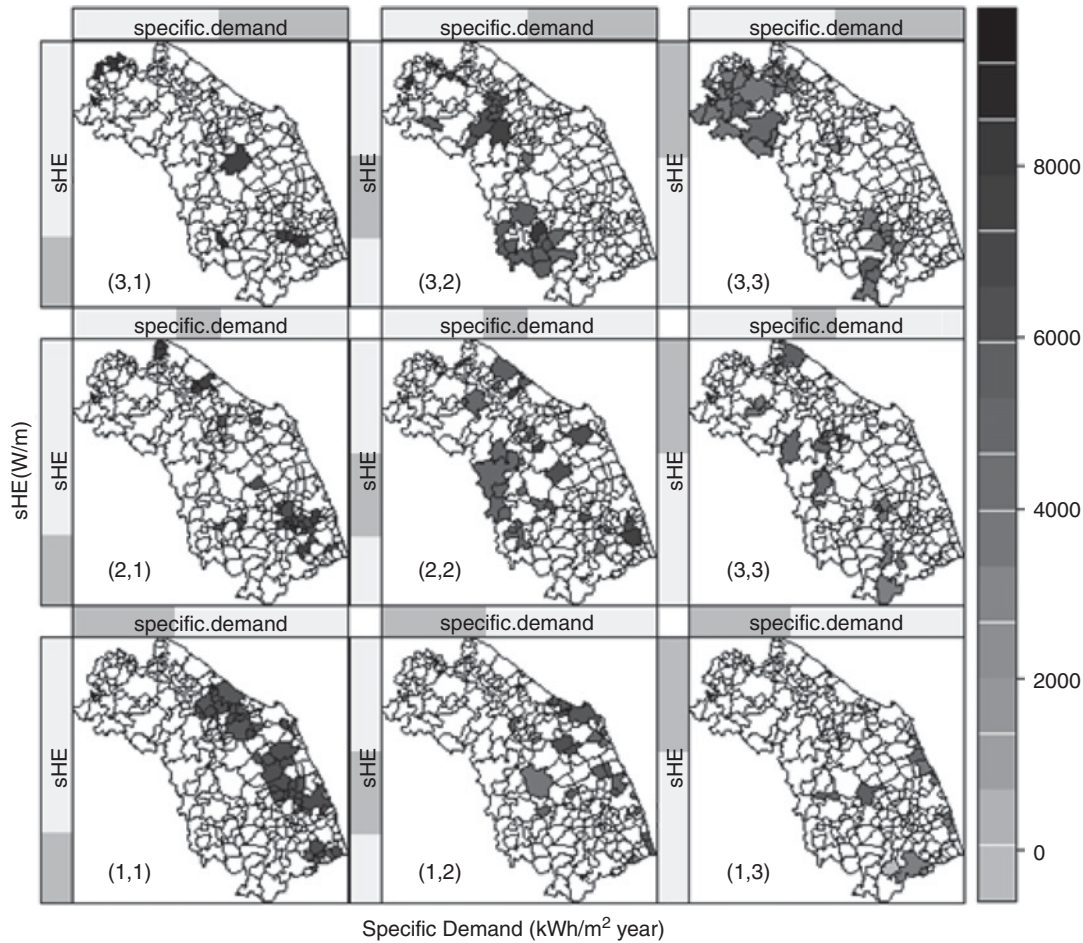 specific.demand specific.demand specific.demand
sHE sHE sHE
(3,1) (3,2) (3,3)
8000
specific.demand specific.demand specific.demand
6000
sHE(W/m)
sHE sHE sHE
4000
(2,1) (2,2) (3,3)
specific.demand specific.demand specific.demand
2000
sHE sHE sHE
0
(1,1) (1,2) (1,3)
Specific Demand (kWh/m² year)